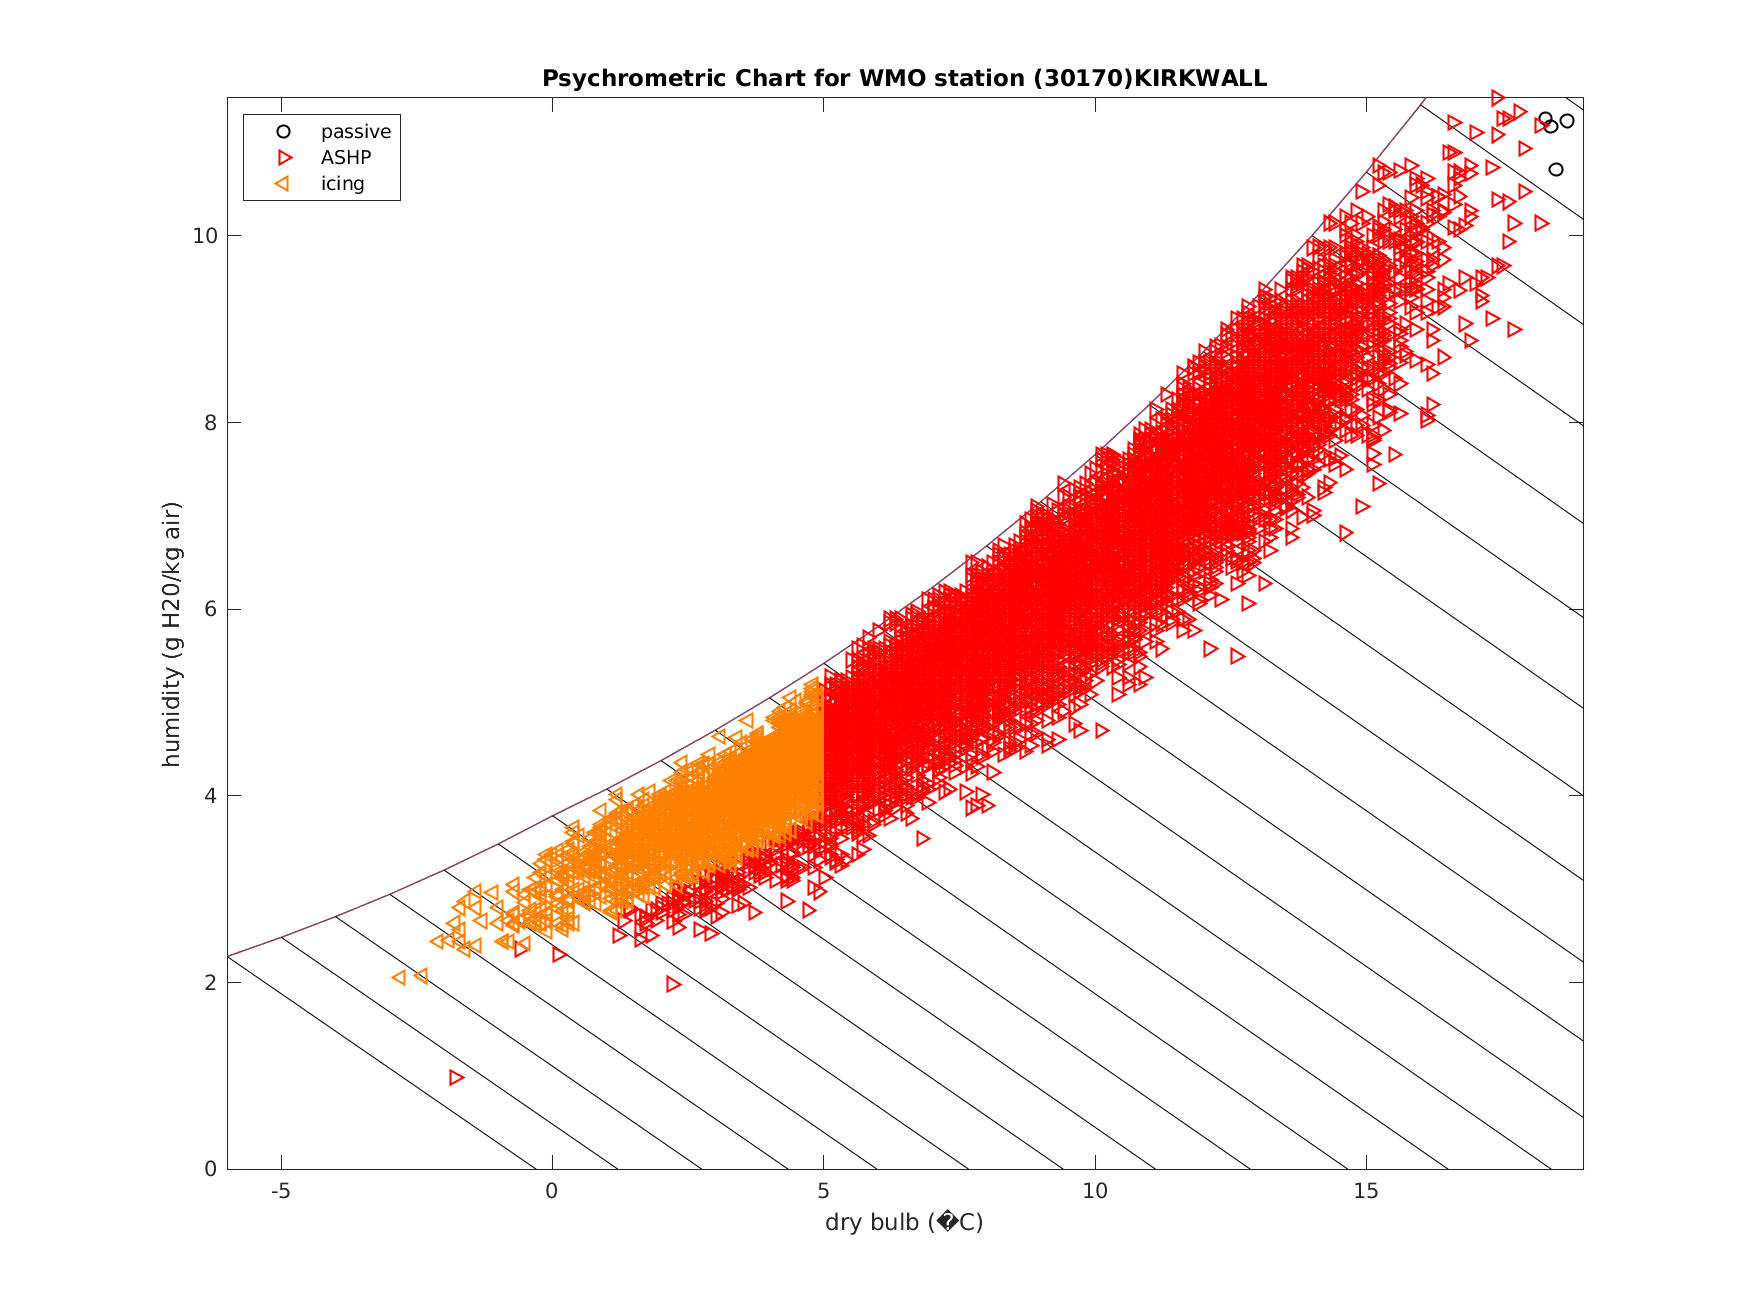 Psychrometric Chart for WMO station (30170)KIRKWALL
passive
ASHP
icing
humidity (g H20/kg air)
10
8
6
4
2
0
-5 0 5 10 15
dry bulb (�C)